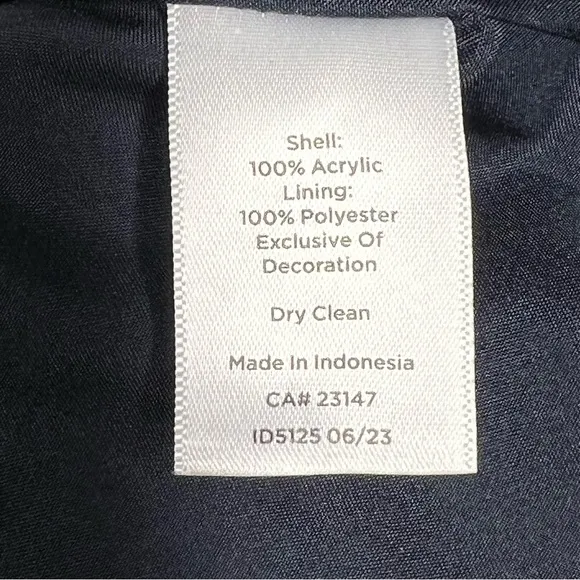 Shell:
100% Acrylic
Lining:
100% Polyester
Exclusive Of
Decoration
Dry Clean
Made In Indonesia
CA# 23147
ID5125 06/23